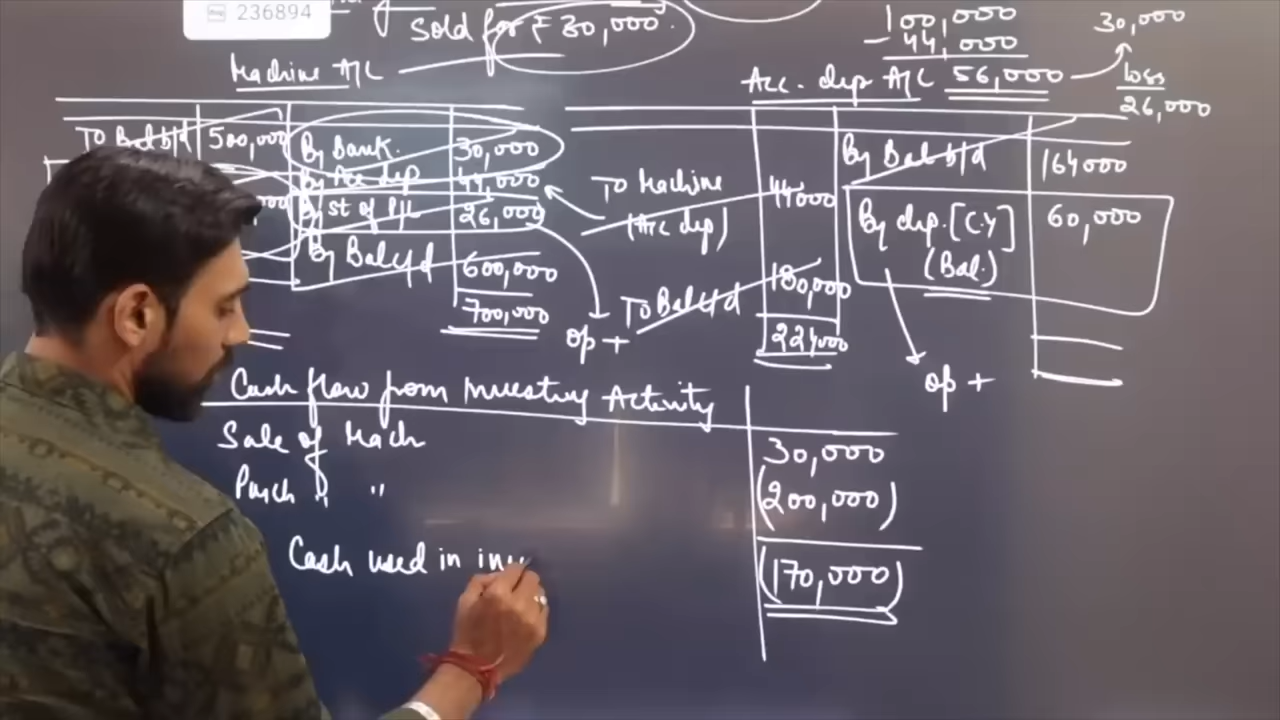 236894
Sold for ₹ 30,000.
100,000
- 44,000
56,000
30,000
loss
26,000
Machine A/C
To Bal b/d 500,000
By Bank. 30,000
By Acc dep 44,000
By st of P/L 26,000
By Bal c/d 600,000
700,000
Acc. dep A/C
To Machine 44000
(Acc dep)
To Bal c/d 180,000
224000
By Bal b/d 164000
By dep. [C.Y] 60,000
(Bal.)
op +
op +
Cash flow from Investing Activity
Sale of Mach 30,000
Purch " " (200,000)
Cash used in inv (170,000)